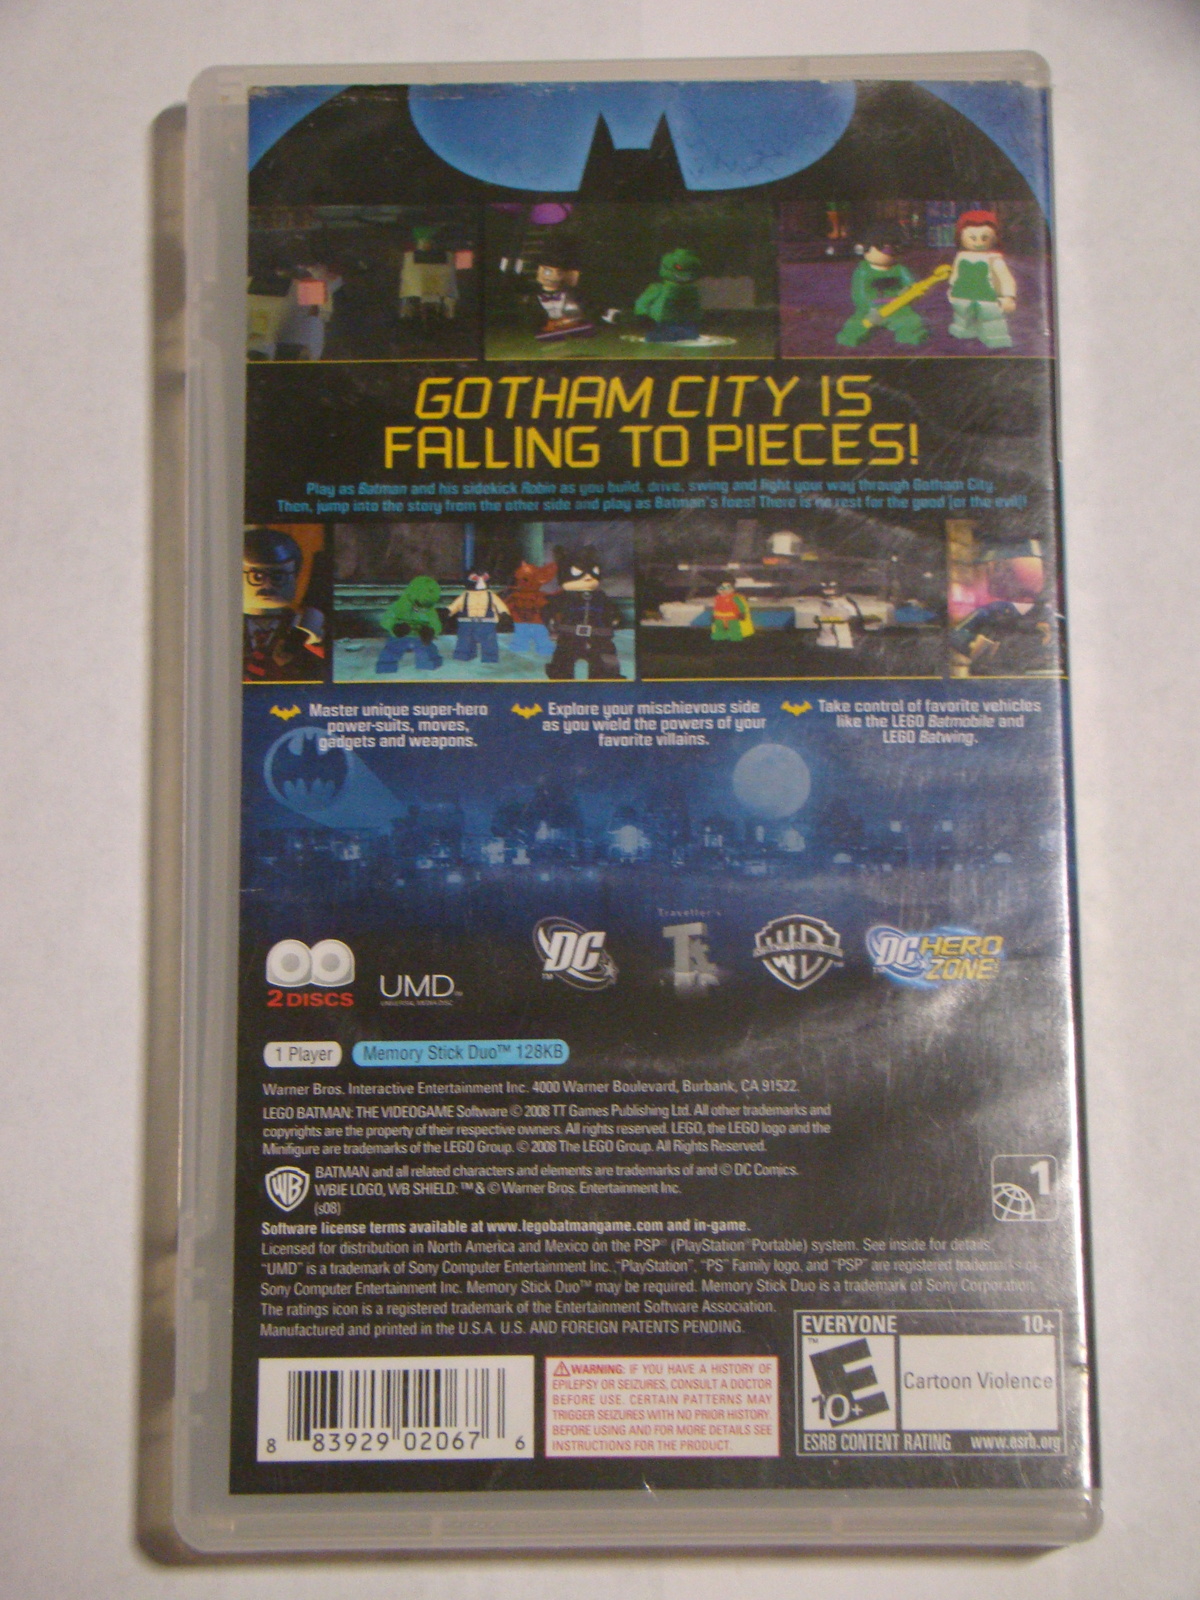 GOTHAM CITY IS
FALLING TO PIECES!
Play as Batman and his sidekick Robin as you build, drive, swing and fight your way through Gotham City.
Then, jump into the story from the other side and play as Batman's foes! There is no rest for the good (or the evil)!
Master unique super-hero
power-suits, moves,
gadgets and weapons.
Explore your mischievous side
as you wield the powers of your
favorite villains.
Take control of favorite vehicles
like the LEGO Batmobile and
LEGO Batwing.
2 DISCS
UMD™
UNIVERSAL MEDIA DISC
DC™
Traveller's
TT
WB
DC HERO
ZONE
1 Player
Memory Stick Duo™ 128KB
Warner Bros. Interactive Entertainment Inc. 4000 Warner Boulevard, Burbank, CA 91522.
LEGO BATMAN: THE VIDEOGAME Software © 2008 TT Games Publishing Ltd. All other trademarks and
copyrights are the property of their respective owners. All rights reserved. LEGO, the LEGO logo and the
Minifigure are trademarks of the LEGO Group. © 2008 The LEGO Group. All Rights Reserved.
WB
BATMAN and all related characters and elements are trademarks of and © DC Comics.
WBIE LOGO, WB SHIELD: ™ & © Warner Bros. Entertainment Inc.
(s08)
1
Software license terms available at www.legobatmangame.com and in-game.
Licensed for distribution in North America and Mexico on the PSP® (PlayStation®Portable) system. See inside for details.
"UMD" is a trademark of Sony Computer Entertainment Inc. "PlayStation", "PS" Family logo, and "PSP" are registered trademarks of
Sony Computer Entertainment Inc. Memory Stick Duo™ may be required. Memory Stick Duo is a trademark of Sony Corporation.
The ratings icon is a registered trademark of the Entertainment Software Association.
Manufactured and printed in the U.S.A. U.S. AND FOREIGN PATENTS PENDING.
8 83929 02067 6
WARNING: IF YOU HAVE A HISTORY OF
EPILEPSY OR SEIZURES, CONSULT A DOCTOR
BEFORE USE. CERTAIN PATTERNS MAY
TRIGGER SEIZURES WITH NO PRIOR HISTORY.
BEFORE USING AND FOR MORE DETAILS SEE
INSTRUCTIONS FOR THE PRODUCT.
EVERYONE 10+
E
10+
™
Cartoon Violence
ESRB CONTENT RATING www.esrb.org